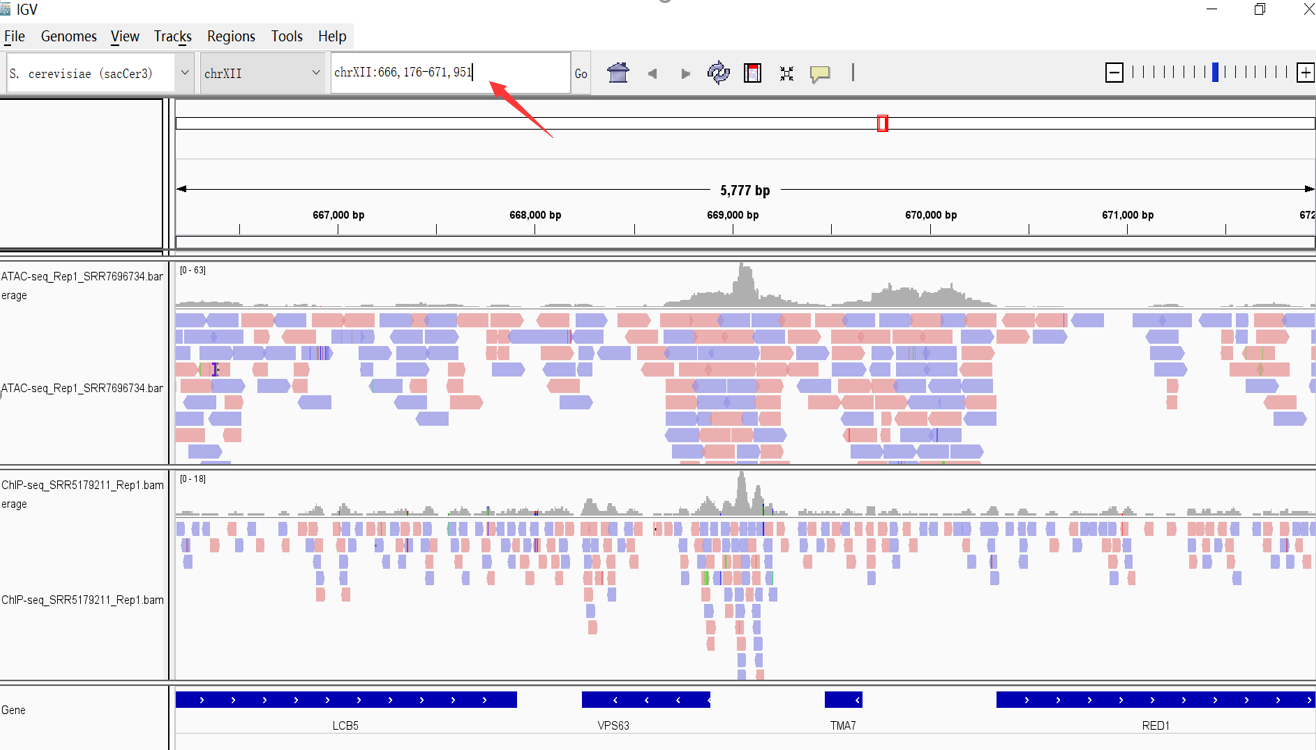 IGV
File Genomes View Tracks Regions Tools Help
S. cerevisiae (sacCer3) chrXII chrXII:666,176-671,951 Go
5,777 bp
667,000 bp 668,000 bp 669,000 bp 670,000 bp 671,000 bp 672
ATAC-seq_Rep1_SRR7696734.bar [0 - 63]
erage
ATAC-seq_Rep1_SRR7696734.bar
ChIP-seq_SRR5179211_Rep1.bam [0 - 18]
erage
ChIP-seq_SRR5179211_Rep1.bam
Gene
LCB5 VPS63 TMA7 RED1